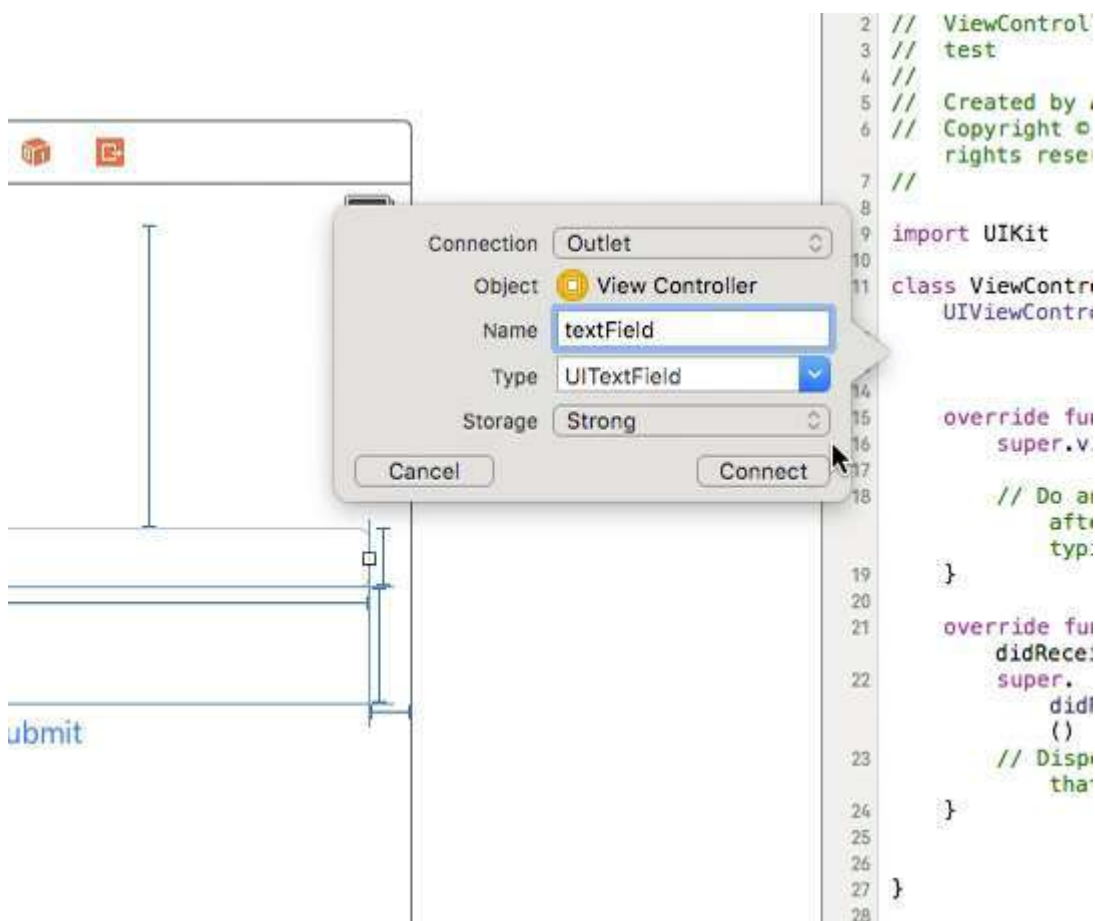 2 // ViewControl
3 // test
4 //
5 // Created by
6 // Copyright ©
rights rese
7 //
8
9 import UIKit
10
11 class ViewContr
UIViewContr
14
15 override fu
16 super.v
17
18 // Do a
aft
typ
19 }
20
21 override fu
didRecei
22 super.
did
()
23 // Disp
tha
24 }
25
26
27 }
28
Connection Outlet
Object View Controller
Name textField
Type UITextField
Storage Strong
Cancel Connect
ubmit